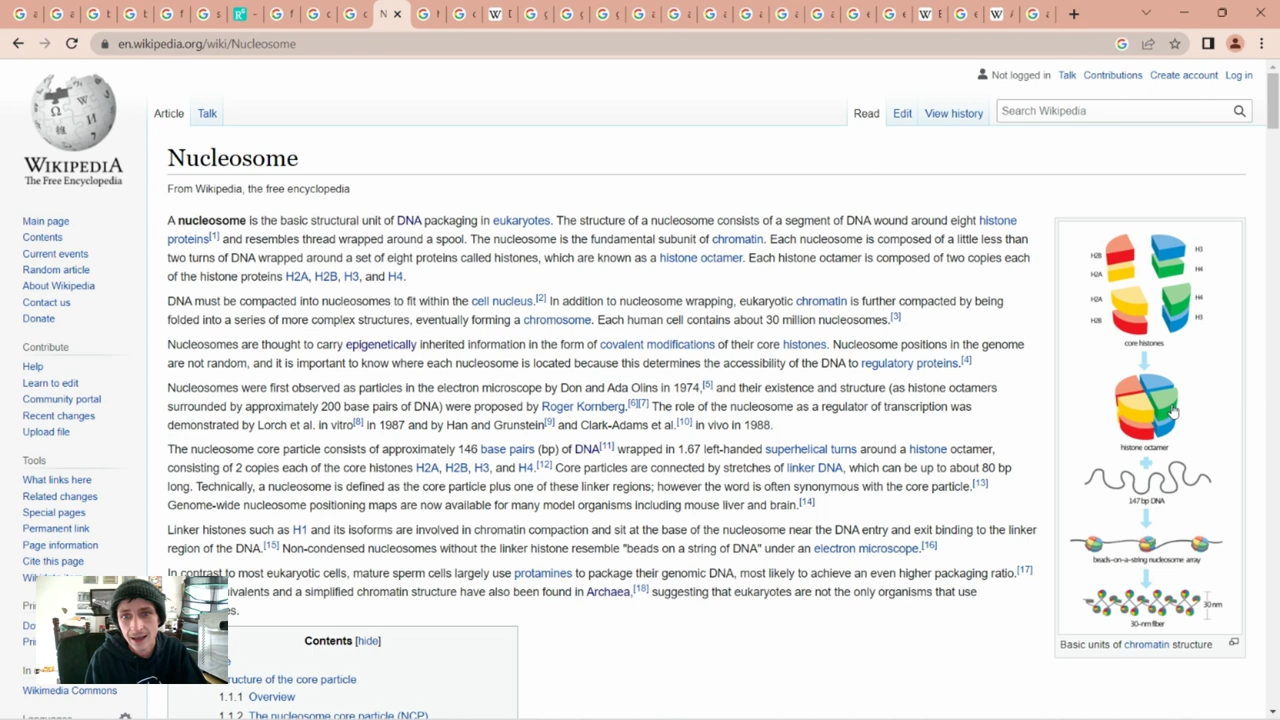 en.wikipedia.org/wiki/Nucleosome
Not logged in Talk Contributions Create account Log in
Article Talk
Read Edit View history
Search Wikipedia
WIKIPEDIA
The Free Encyclopedia
Main page
Contents
Current events
Random article
About Wikipedia
Contact us
Donate
Contribute
Help
Learn to edit
Community portal
Recent changes
Upload file
Tools
What links here
Related changes
Special pages
Permanent link
Page information
Cite this page
Wikimedia Commons
Nucleosome
From Wikipedia, the free encyclopedia
A nucleosome is the basic structural unit of DNA packaging in eukaryotes. The structure of a nucleosome consists of a segment of DNA wound around eight histone
proteins[1] and resembles thread wrapped around a spool. The nucleosome is the fundamental subunit of chromatin. Each nucleosome is composed of a little less than
two turns of DNA wrapped around a set of eight proteins called histones, which are known as a histone octamer. Each histone octamer is composed of two copies each
of the histone proteins H2A, H2B, H3, and H4.
DNA must be compacted into nucleosomes to fit within the cell nucleus.[2] In addition to nucleosome wrapping, eukaryotic chromatin is further compacted by being
folded into a series of more complex structures, eventually forming a chromosome. Each human cell contains about 30 million nucleosomes.[3]
Nucleosomes are thought to carry epigenetically inherited information in the form of covalent modifications of their core histones. Nucleosome positions in the genome
are not random, and it is important to know where each nucleosome is located because this determines the accessibility of the DNA to regulatory proteins.[4]
Nucleosomes were first observed as particles in the electron microscope by Don and Ada Olins in 1974,[5] and their existence and structure (as histone octamers
surrounded by approximately 200 base pairs of DNA) were proposed by Roger Kornberg.[6][7] The role of the nucleosome as a regulator of transcription was
demonstrated by Lorch et al. in vitro[8] in 1987 and by Han and Grunstein[9] and Clark-Adams et al.[10] in vivo in 1988.
The nucleosome core particle consists of approximately 146 base pairs (bp) of DNA[11] wrapped in 1.67 left-handed superhelical turns around a histone octamer,
consisting of 2 copies each of the core histones H2A, H2B, H3, and H4.[12] Core particles are connected by stretches of linker DNA, which can be up to about 80 bp
long. Technically, a nucleosome is defined as the core particle plus one of these linker regions; however the word is often synonymous with the core particle.[13]
Genome-wide nucleosome positioning maps are now available for many model organisms including mouse liver and brain.[14]
Linker histones such as H1 and its isoforms are involved in chromatin compaction and sit at the base of the nucleosome near the DNA entry and exit binding to the linker
region of the DNA.[15] Non-condensed nucleosomes without the linker histone resemble "beads on a string of DNA" under an electron microscope.[16]
In contrast to most eukaryotic cells, mature sperm cells largely use protamines to package their genomic DNA, most likely to achieve an even higher packaging ratio.[17]
and a simplified chromatin structure have also been found in Archaea,[18] suggesting that eukaryotes are not the only organisms that use
Contents [hide]
structure of the core particle
1.1.1 Overview
1.1.2 The nucleosome core particle (NCP)
H2B H3
H2A H4
H2A H4
H2B H3
core histones
histone octamer
147 bp DNA
beads-on-a-string nucleosome array
30 nm
30-nm fiber
Basic units of chromatin structure